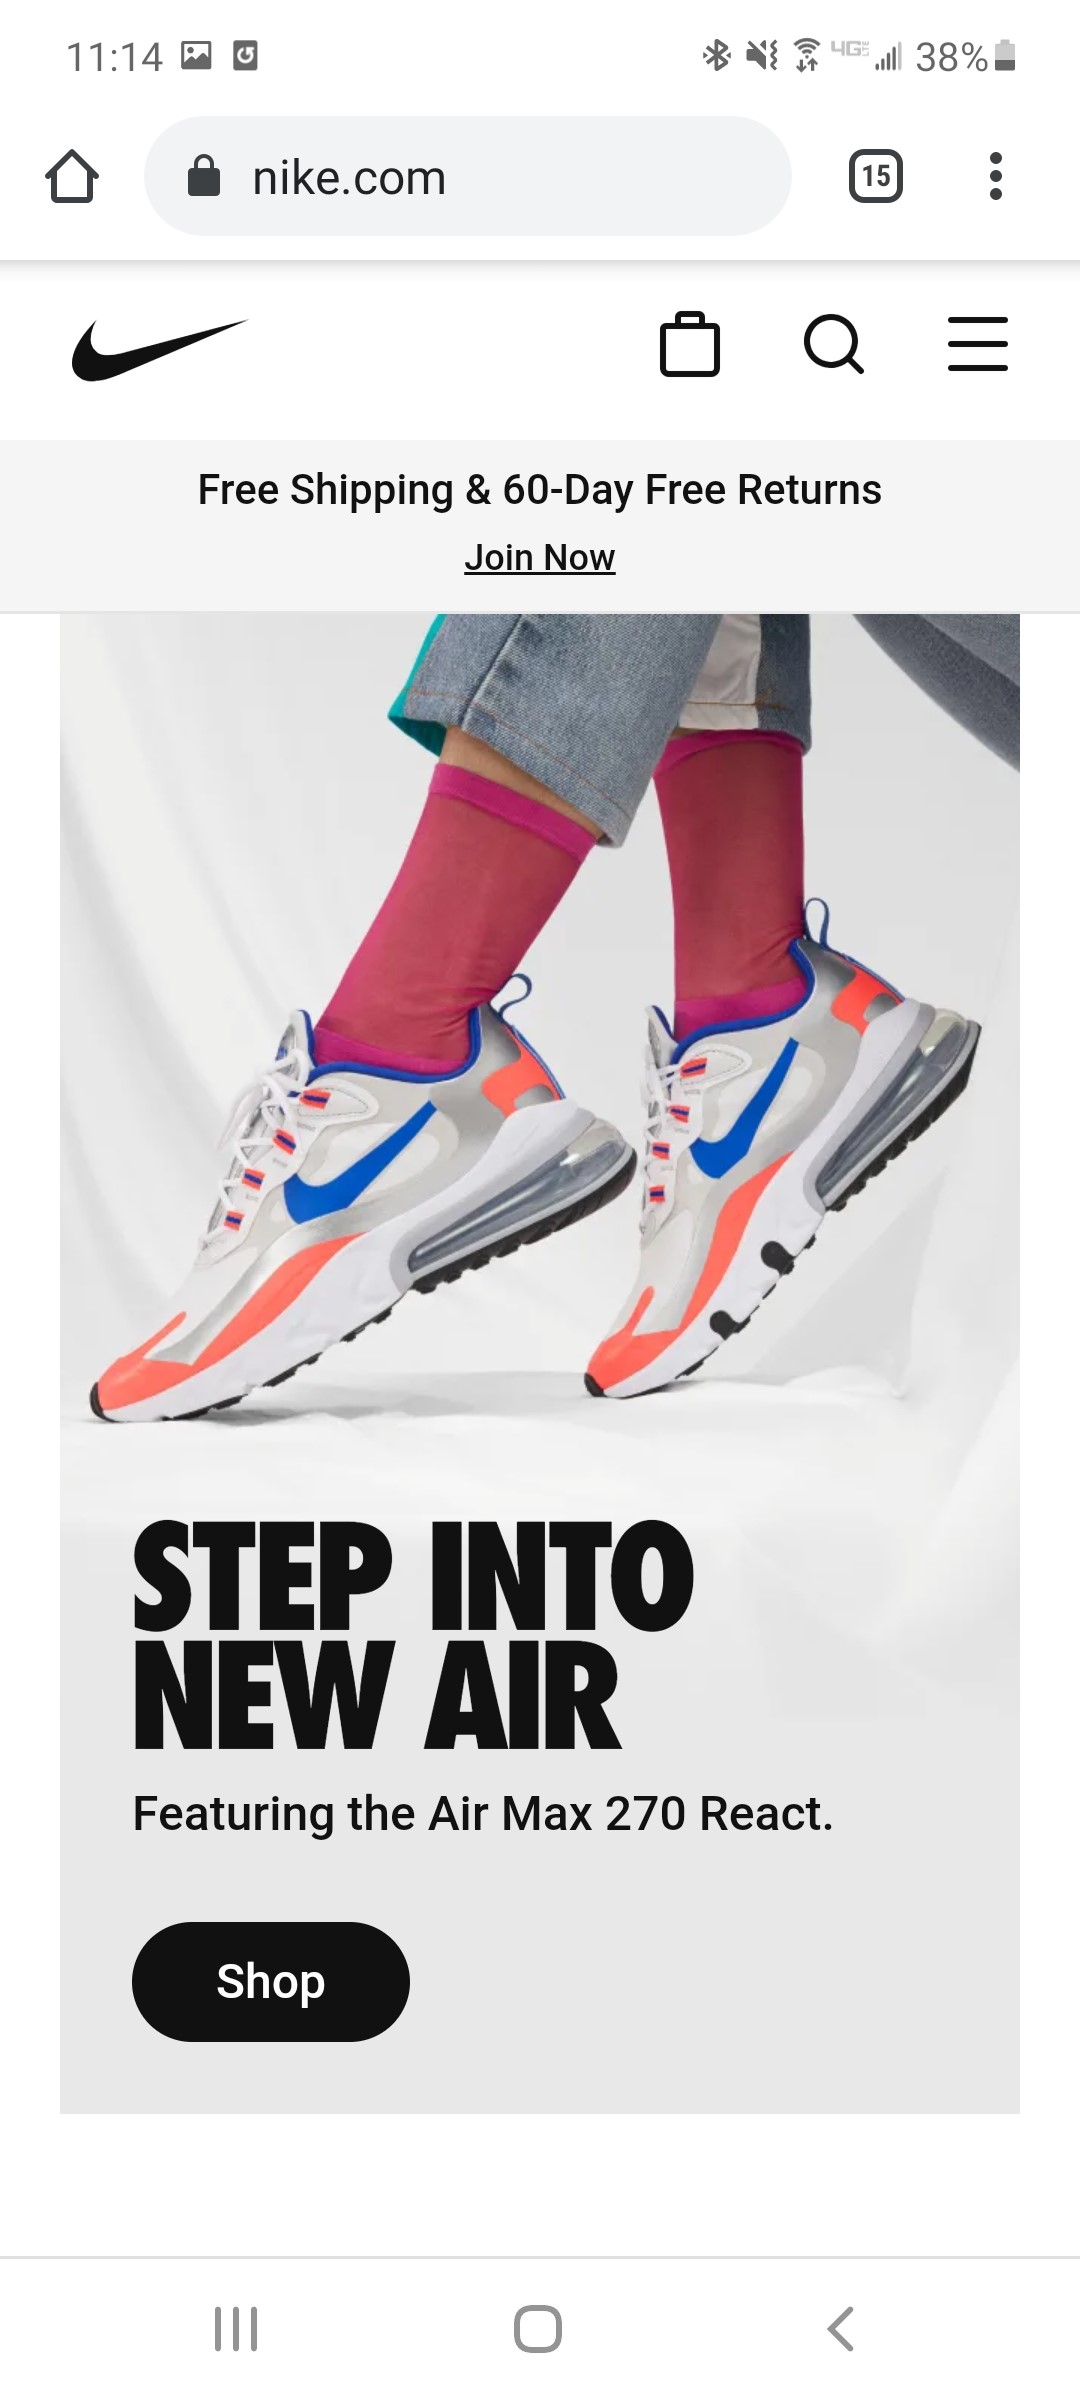 11:14 4G 38%
nike.com 15
Free Shipping & 60-Day Free Returns
Join Now
STEP INTO
NEW AIR
Featuring the Air Max 270 React.
Shop